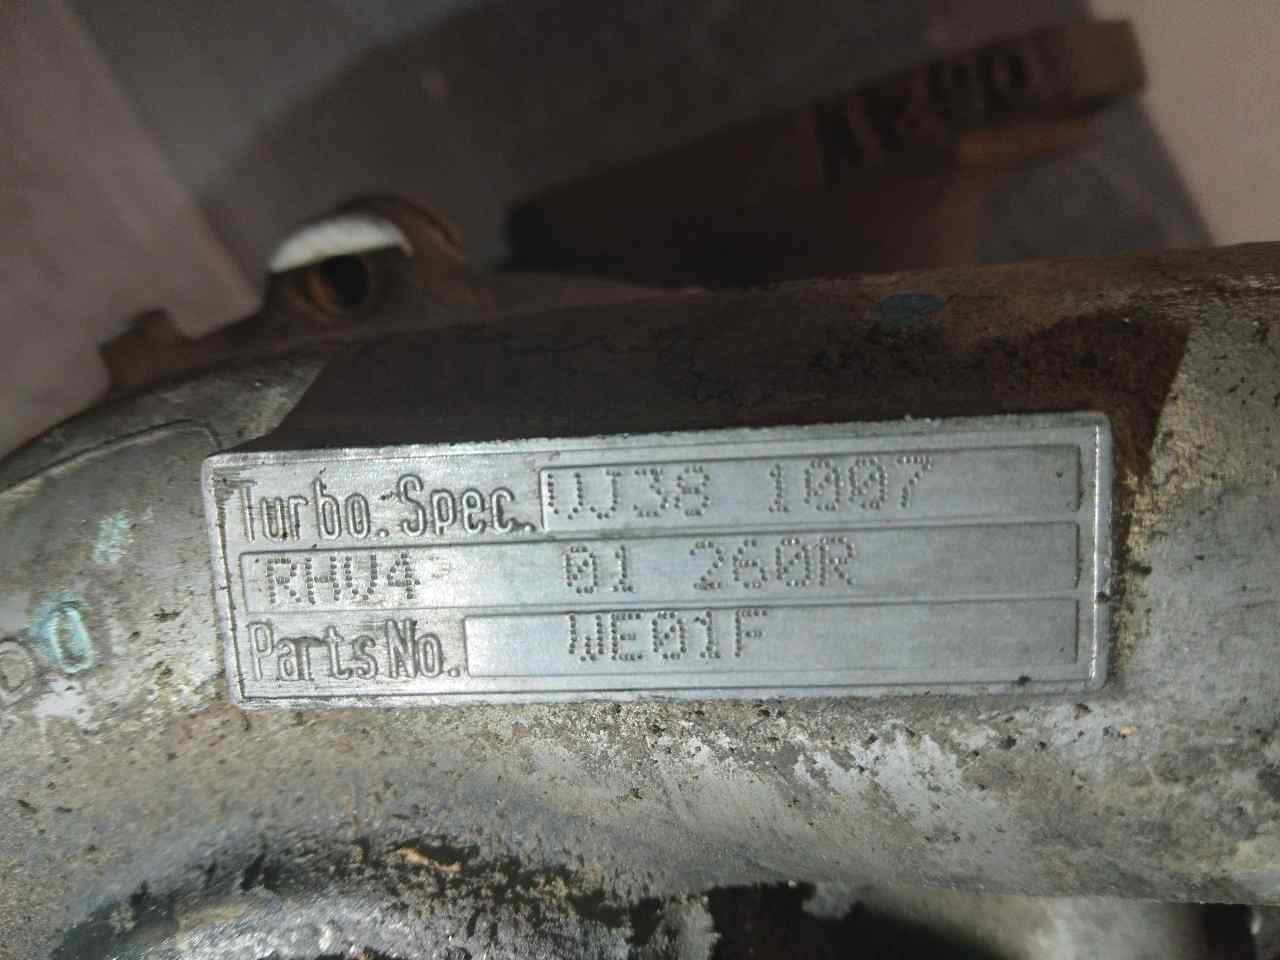 Turbo. Spec. VJ38 1007
RHV4 01 260R
Parts No. WE01F